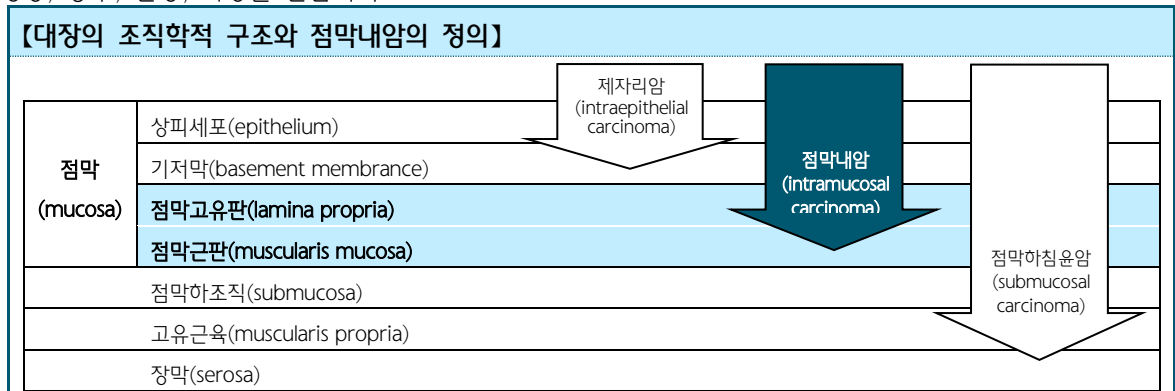 【대장의 조직학적 구조와 점막내암의 정의】
제자리암
(intraepithelial
carcinoma)
상피세포(epithelium)
점막
(mucosa)
기저막(basement membrance)
점막내암
(intramucosal
carcinoma)
점막고유판(lamina propria)
점막근판(muscularis mucosa)
점막하침윤암
(submucosal
carcinoma)
점막하조직(submucosa)
고유근육(muscularis propria)
장막(serosa)